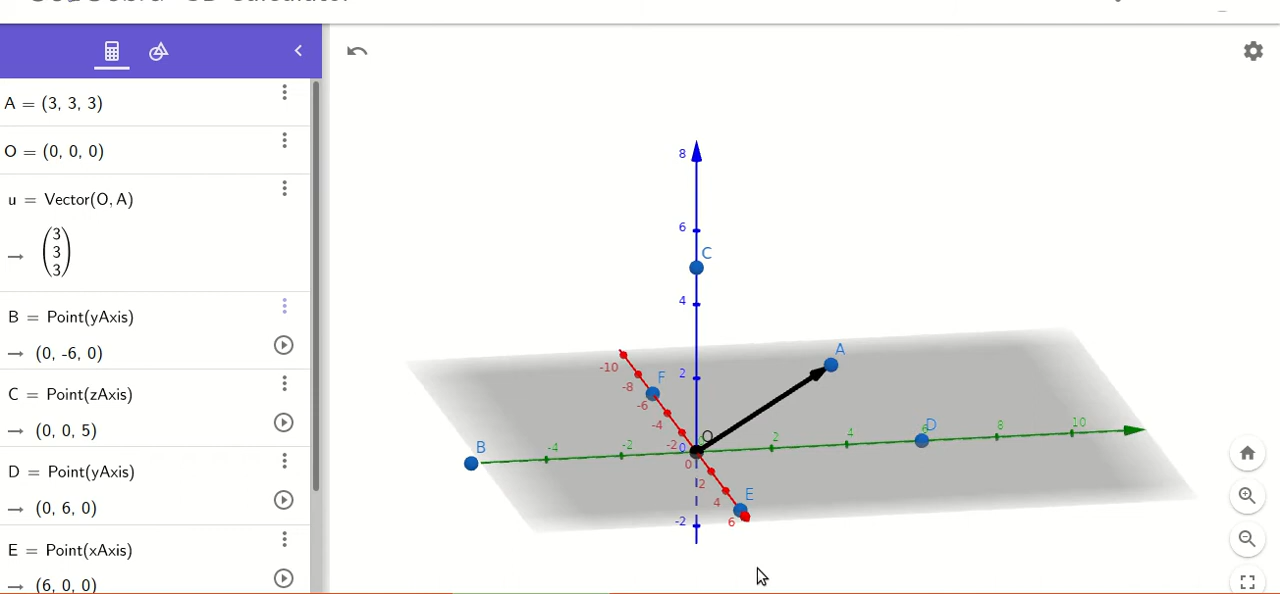 A = (3, 3, 3)
O = (0, 0, 0)
u = Vector(O, A)
→ (3
3
3)
B = Point(yAxis)
→ (0, -6, 0)
C = Point(zAxis)
→ (0, 0, 5)
D = Point(yAxis)
→ (0, 6, 0)
E = Point(xAxis)
→ (6, 0, 0)
8
6
C
4
A
-10
2
F
-8
-6
10
D
8
6
4
-4
O
2
-2
0
B
-4
-2
0
0
2
E
4
6
-2